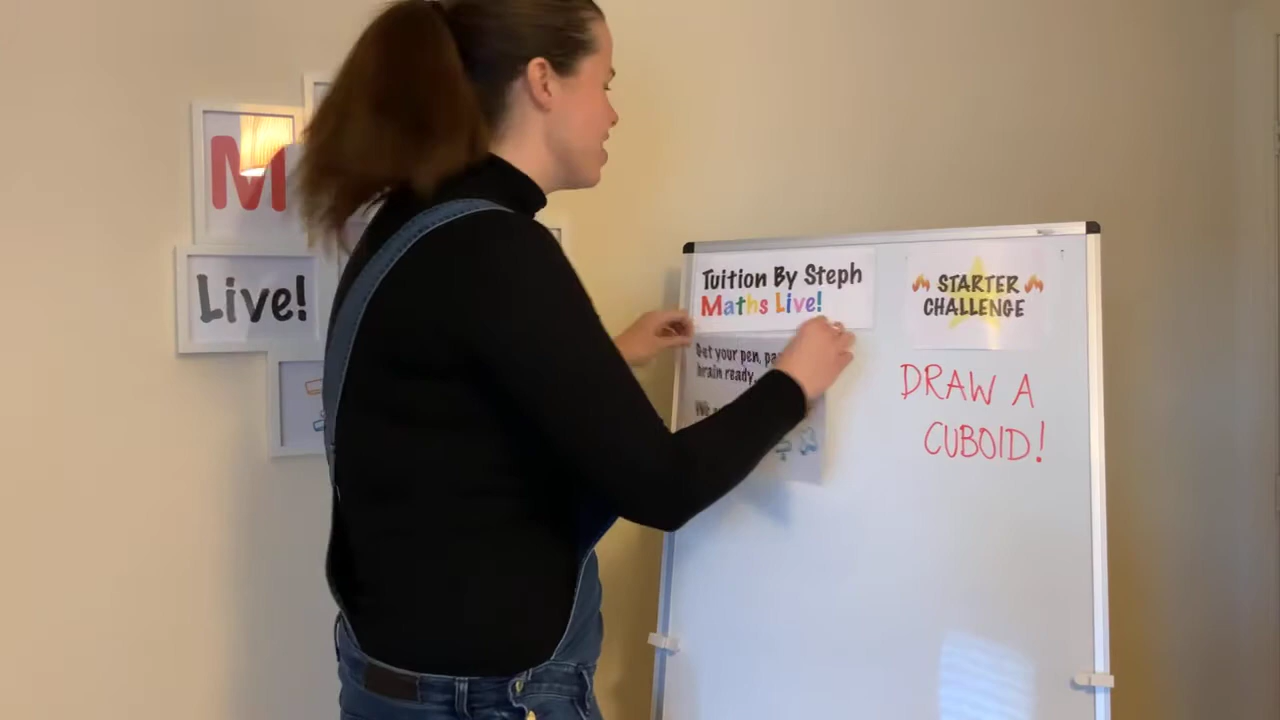 M
Live!
Tuition By Steph
Maths Live!
Get your pen,
brain ready
STARTER
CHALLENGE
DRAW A
CUBOID!